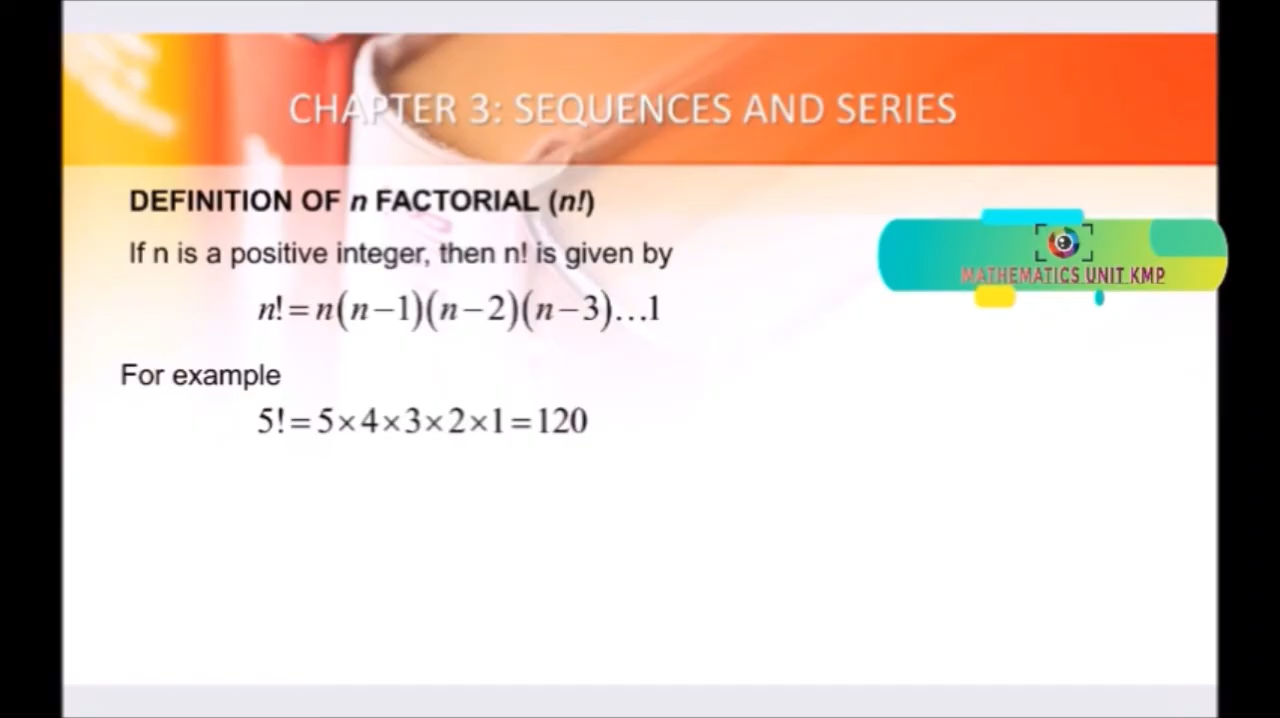 CHAPTER 3: SEQUENCES AND SERIES
DEFINITION OF n FACTORIAL (n!)
If n is a positive integer, then n! is given by
n!=n(n−1)(n−2)(n−3)...1
For example
5!=5×4×3×2×1=120
MATHEMATICS UNIT KMP